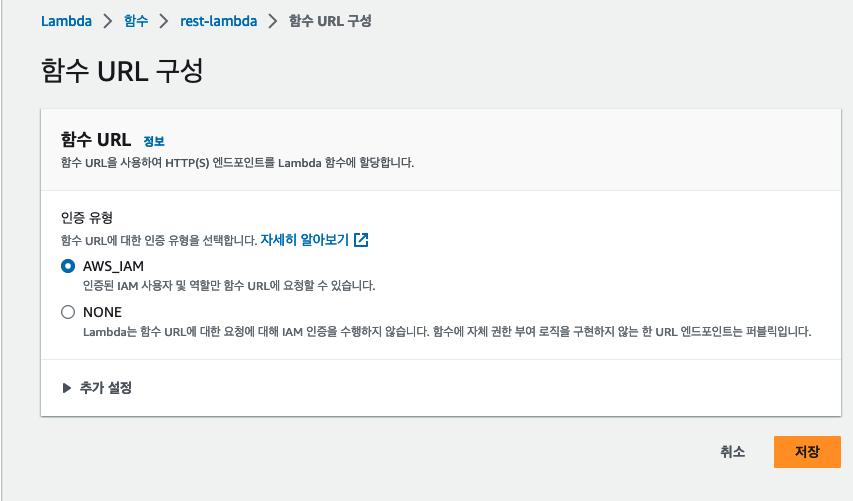 Lambda > 함수 > rest-lambda > 함수 URL 구성
함수 URL 구성
함수 URL 정보
함수 URL을 사용하여 HTTP(S) 엔드포인트를 Lambda 함수에 할당합니다.
인증 유형
함수 URL에 대한 인증 유형을 선택합니다. 자세히 알아보기
AWS_IAM
인증된 IAM 사용자 및 역할만 함수 URL에 요청할 수 있습니다.
NONE
Lambda는 함수 URL에 대한 요청에 대해 IAM 인증을 수행하지 않습니다. 함수에 자체 권한 부여 로직을 구현하지 않는 한 URL 엔드포인트는 퍼블릭입니다.
추가 설정
취소 저장